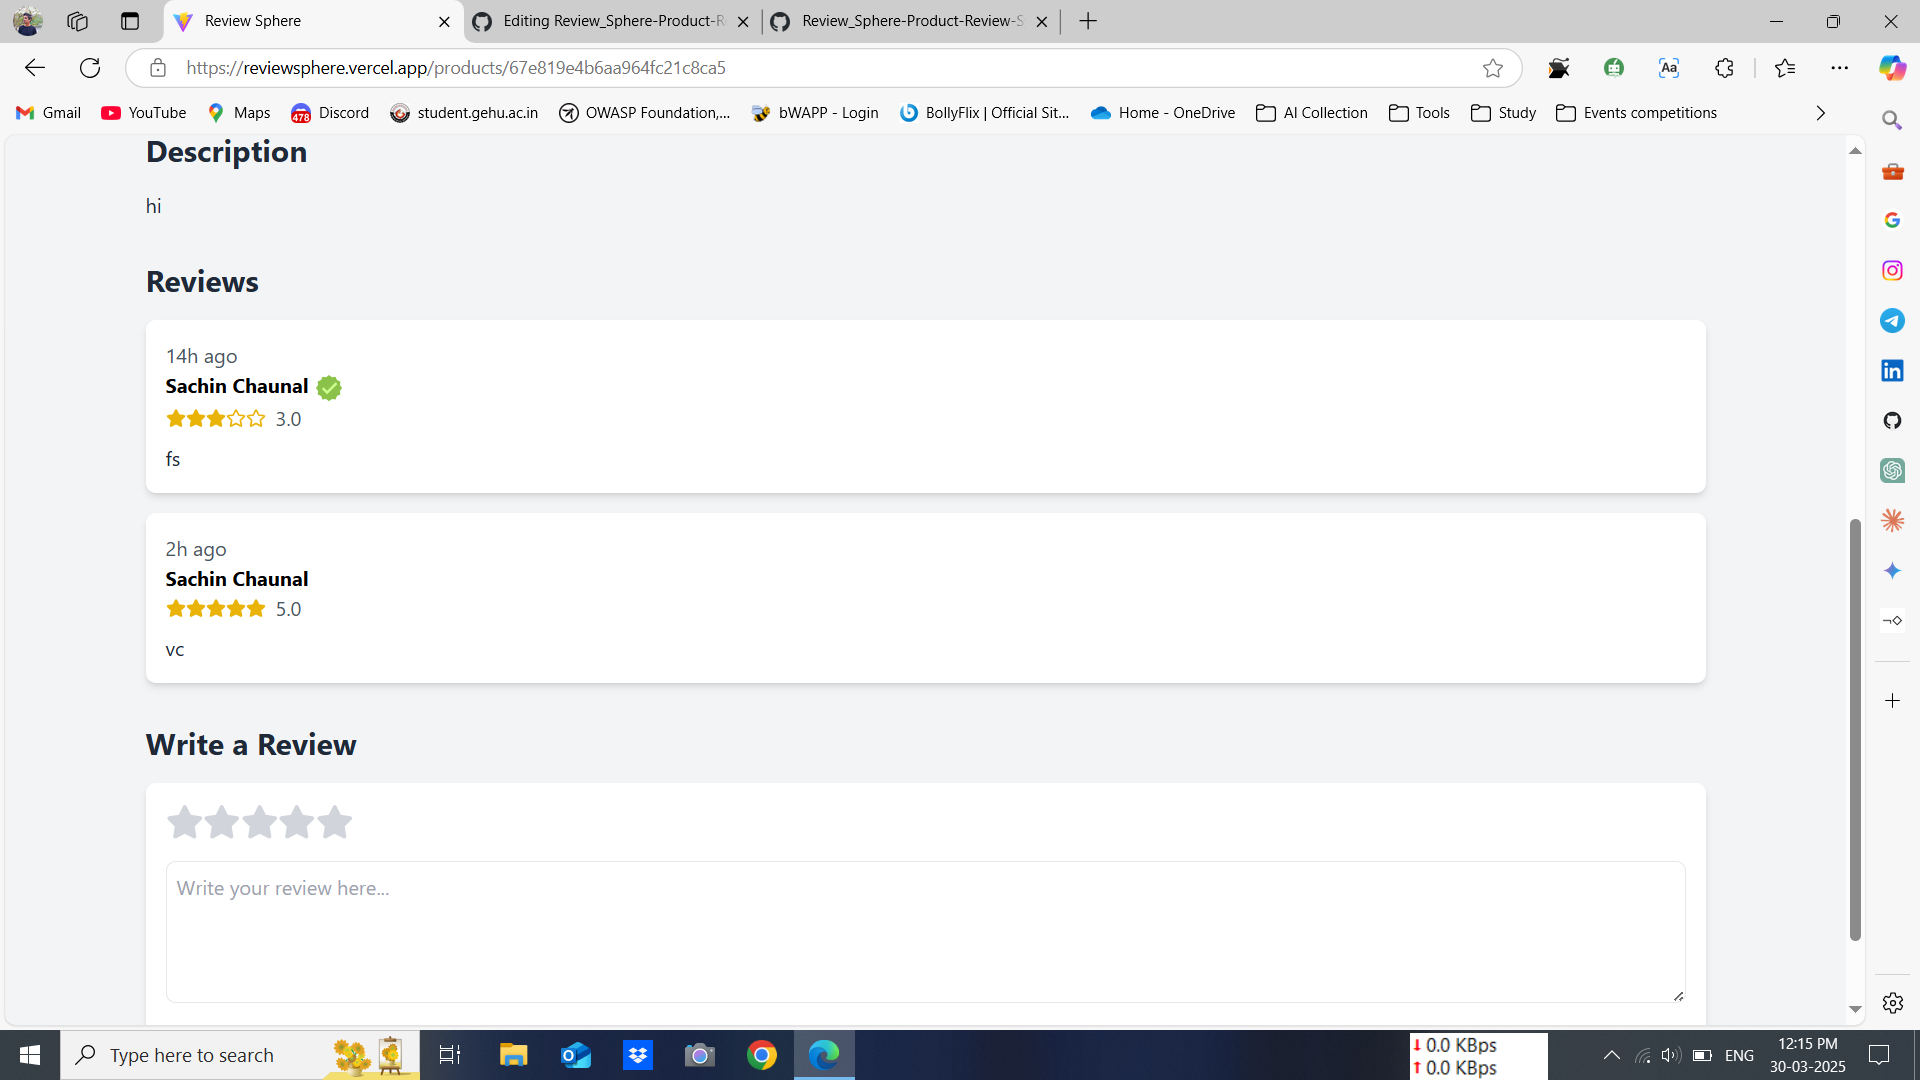 Review Sphere
Editing Review_Sphere-Product-R
Review_Sphere-Product-Review-S
https://reviewsphere.vercel.app/products/67e819e4b6aa964fc21c8ca5
Gmail
YouTube
Maps
478
Discord
student.gehu.ac.in
OWASP Foundation,...
bWAPP - Login
BollyFlix | Official Sit...
Home - OneDrive
AI Collection
Tools
Study
Events competitions
Description
hi
Reviews
14h ago
Sachin Chaunal
3.0
fs
2h ago
Sachin Chaunal
5.0
vc
Write a Review
Write your review here...
Type here to search
0.0 KBps
0.0 KBps
ENG
12:15 PM
30-03-2025